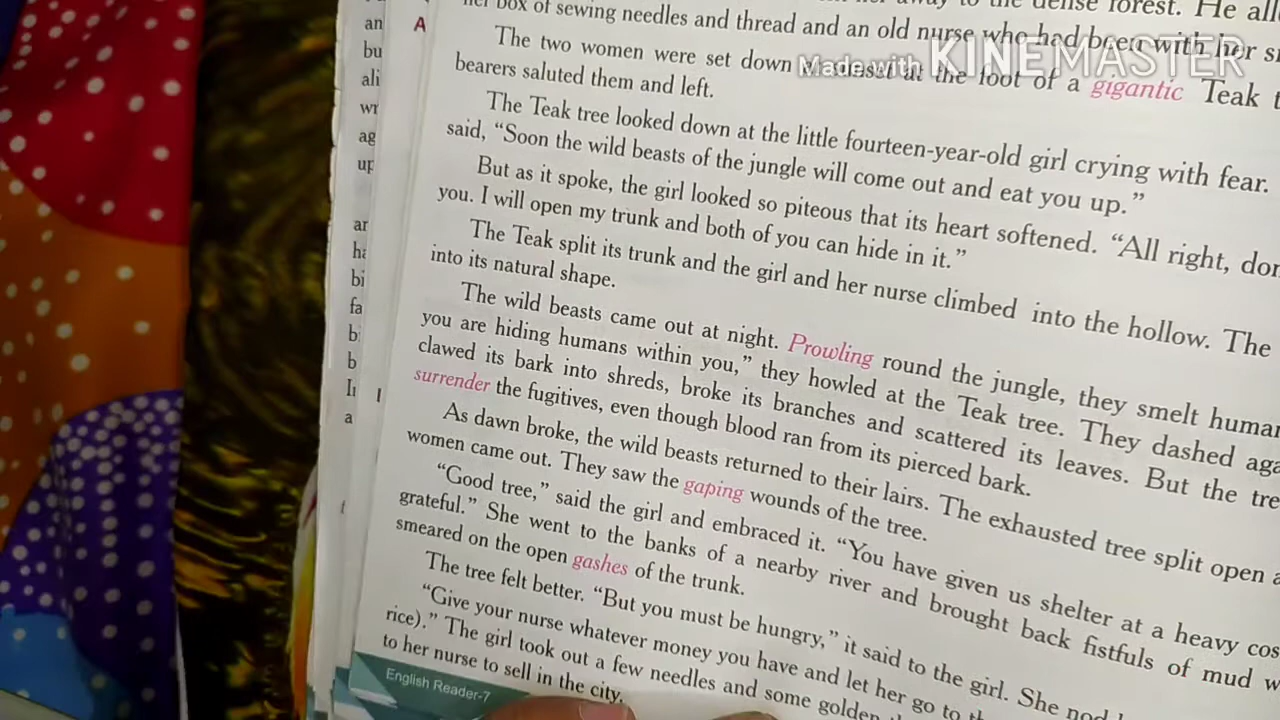 her box of sewing needles and thread and an old nurse who had been with her
to the dense forest. He
A
The two women were set down at the foot of a gigantic Teak
bearers saluted them and left.
The Teak tree looked down at the little fourteen-year-old girl crying with fear.
said, “Soon the wild beasts of the jungle will come out and eat you up.”
But as it spoke, the girl looked so piteous that its heart softened. “All right,
you. I will open my trunk and both of you can hide in it.”
The Teak split its trunk and the girl and her nurse climbed into the hollow. The
into its natural shape.
The wild beasts came out at night. Prowling round the jungle, they smelt
you are hiding humans within you,” they howled at the Teak tree. They dashed
clawed its bark into shreds, broke its branches and scattered its leaves. But the
surrender the fugitives, even though blood ran from its pierced bark.
As dawn broke, the wild beasts returned to their lairs. The exhausted tree split open
women came out. They saw the gaping wounds of the tree.
“Good tree,” said the girl and embraced it. “You have given us shelter at a heavy
grateful.” She went to the banks of a nearby river and brought back fistfuls of mud
smeared on the open gashes of the trunk.
The tree felt better. “But you must be hungry,” it said to the girl. She
“Give your nurse whatever money you have and let her go to
rice).” The girl took out a few needles and some golden
to her nurse to sell in the city.
English Reader-7
Made with KINEMASTER